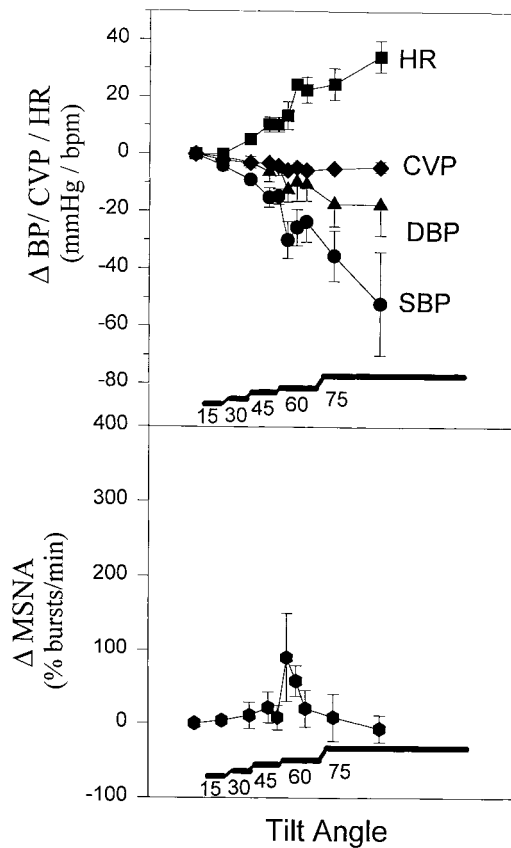 40
20
0
-20
-40
-60
-80
Δ BP/ CVP / HR
(mmHg / bpm)
HR
CVP
DBP
SBP
15 30 45 60 75
400
300
200
100
0
-100
Δ MSNA
(% bursts/min)
15 30 45 60 75
Tilt Angle